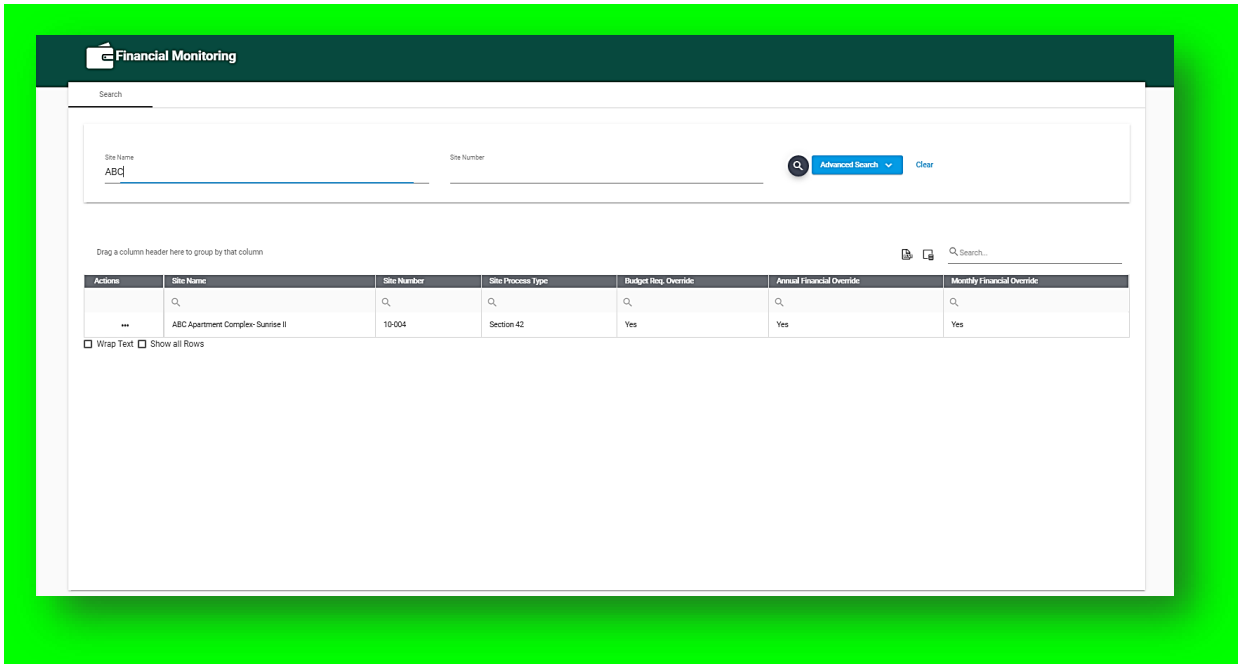 Financial Monitoring
Search
Site Name
Site Number
ABC
Advanced Search
Clear
Drag a column header here to group by that column
Search...
Actions Site Name Site Number Site Process Type Budget Req. Override Annual Financial Override Monthly Financial Override
... ABC Apartment Complex- Sunrise II 10-004 Section 42 Yes Yes Yes
Wrap Text Show all Rows